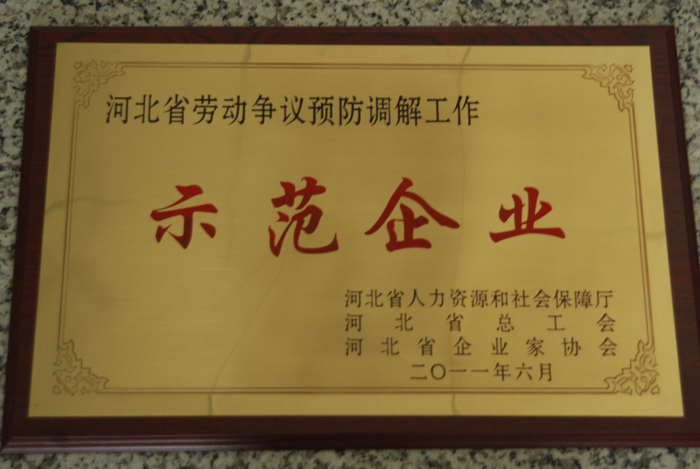 河北省劳动争议预防调解工作
示范企业
河北省人力资源和社会保障厅
河北省总工会
河北省企业家协会
二〇一一年六月